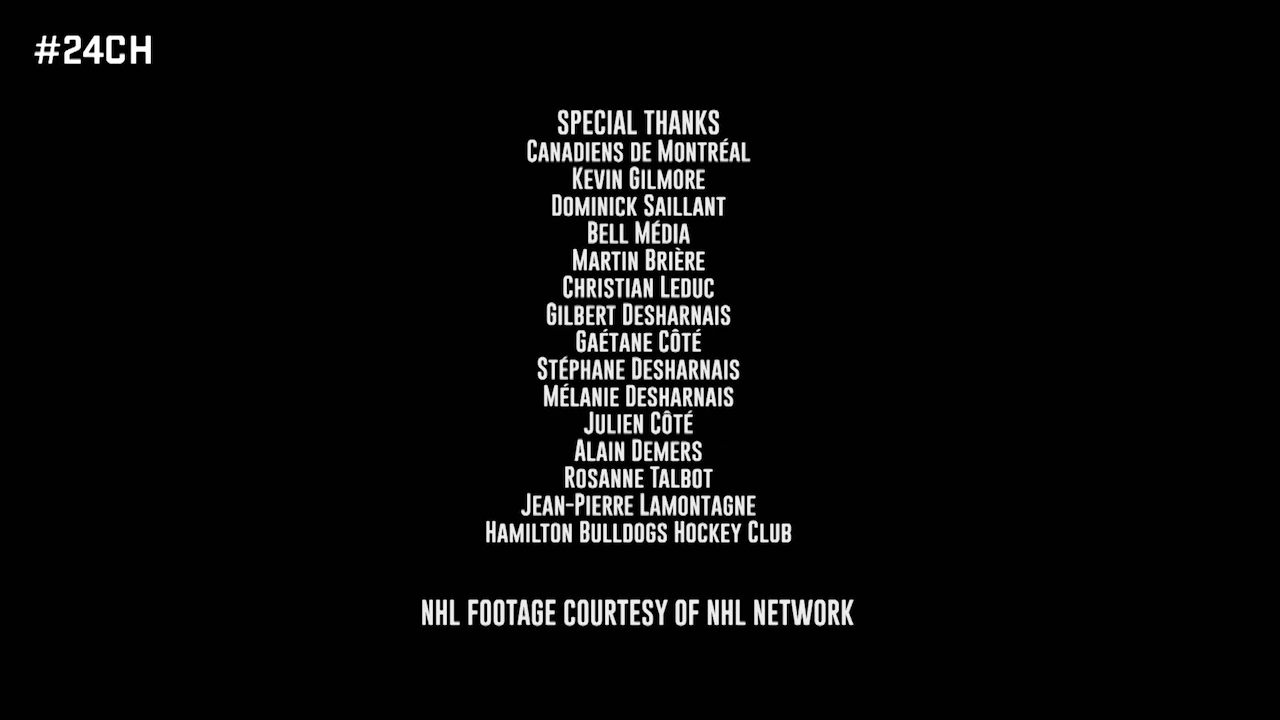 #24CH
SPECIAL THANKS
CANADIENS DE MONTRÉAL
KEVIN GILMORE
DOMINICK SAILLANT
BELL MÉDIA
MARTIN BRIÈRE
CHRISTIAN LEDUC
GILBERT DESHARNAIS
GAÉTANE CÔTÉ
STÉPHANE DESHARNAIS
MÉLANIE DESHARNAIS
JULIEN CÔTÉ
ALAIN DEMERS
ROSANNE TALBOT
JEAN-PIERRE LAMONTAGNE
HAMILTON BULLDOGS HOCKEY CLUB
NHL FOOTAGE COURTESY OF NHL NETWORK